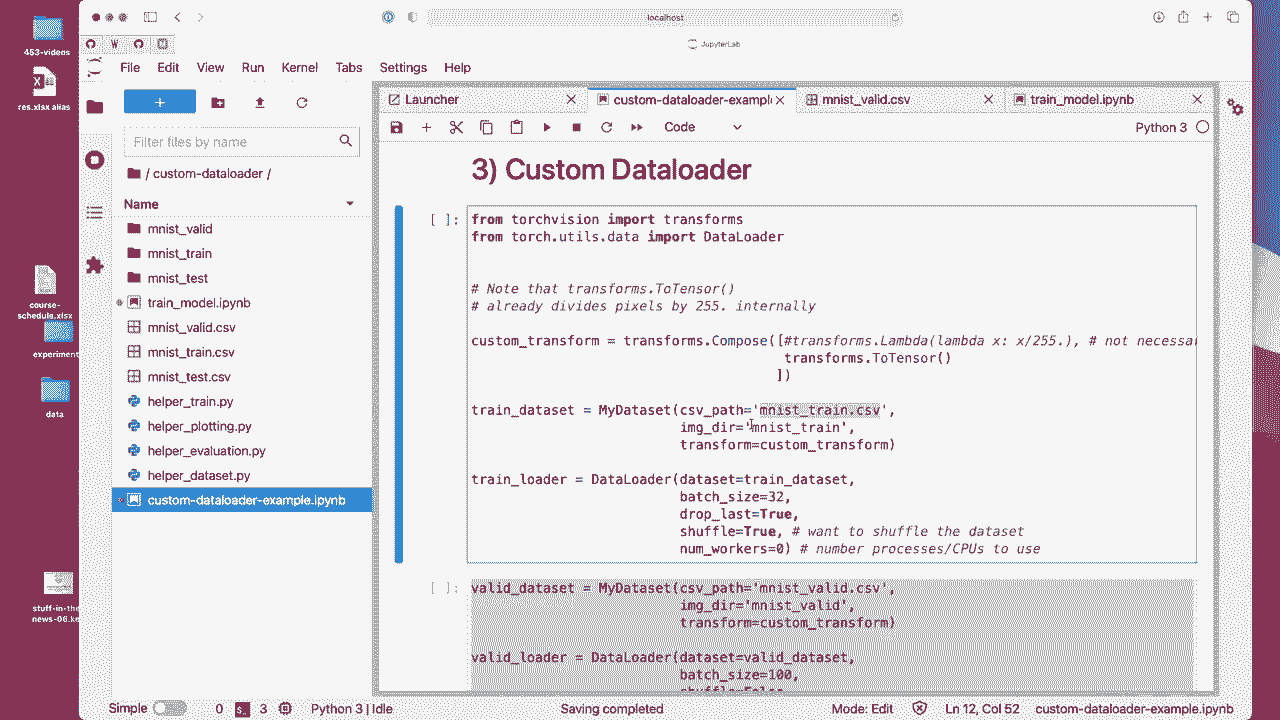 localhost
JupyterLab
453-videos
res.xlsx alias
course-
schedule.xlsx
experiment
data
stuff-in-the
news-06.ke
File Edit View Run Kernel Tabs Settings Help
Filter files by name
/ custom-dataloader /
Name
mnist_valid
mnist_train
mnist_test
train_model.ipynb
mnist_valid.csv
mnist_train.csv
mnist_test.csv
helper_train.py
helper_plotting.py
helper_evaluation.py
helper_dataset.py
custom-dataloader-example.ipynb
Launcher
custom-dataloader-exampl
mnist_valid.csv
train_model.ipynb
Code
Python 3
3) Custom Dataloader
[ ]: from torchvision import transforms
from torch.utils.data import DataLoader
# Note that transforms.ToTensor()
# already divides pixels by 255. internally
custom_transform = transforms.Compose([#transforms.Lambda(lambda x: x/255.), # not necessar
transforms.ToTensor()
])
train_dataset = MyDataset(csv_path='mnist_train.csv',
img_dir='mnist_train',
transform=custom_transform)
train_loader = DataLoader(dataset=train_dataset,
batch_size=32,
drop_last=True,
shuffle=True, # want to shuffle the dataset
num_workers=0) # number processes/CPUs to use
[ ]: valid_dataset = MyDataset(csv_path='mnist_valid.csv',
img_dir='mnist_valid',
transform=custom_transform)
valid_loader = DataLoader(dataset=valid_dataset,
batch_size=100,
shuffle=False
Simple 0 $_ 3 Python 3 | Idle Saving completed Mode: Edit Ln 12, Col 52 custom-dataloader-example.ipynb